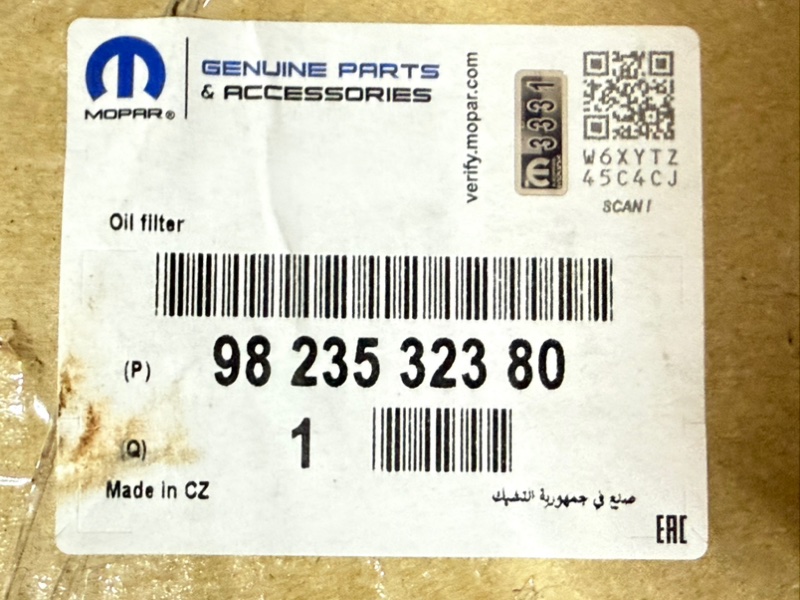 MOPAR®
GENUINE PARTS
& ACCESSORIES
verify.mopar.com
3331
W6XYTZ
45C4CJ
SCAN!
Oil filter
(P) 98 235 323 80
(Q) 1
Made in CZ
صنع في جمهورية التشيك
EAC